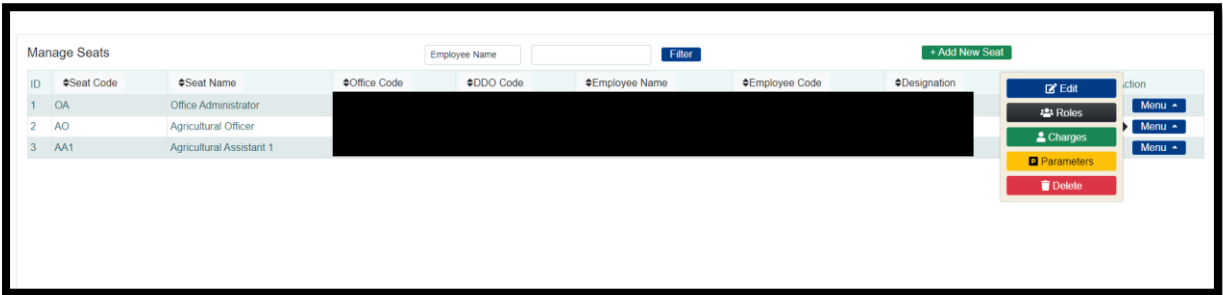 Manage Seats Employee Name Filter + Add New Seat
ID Seat Code Seat Name Office Code DDO Code Employee Name Employee Code Designation ction
1 OA Office Administrator Menu
2 AO Agricultural Officer Menu
3 AA1 Agricultural Assistant 1 Menu
Edit
Roles
Charges
P Parameters
Delete